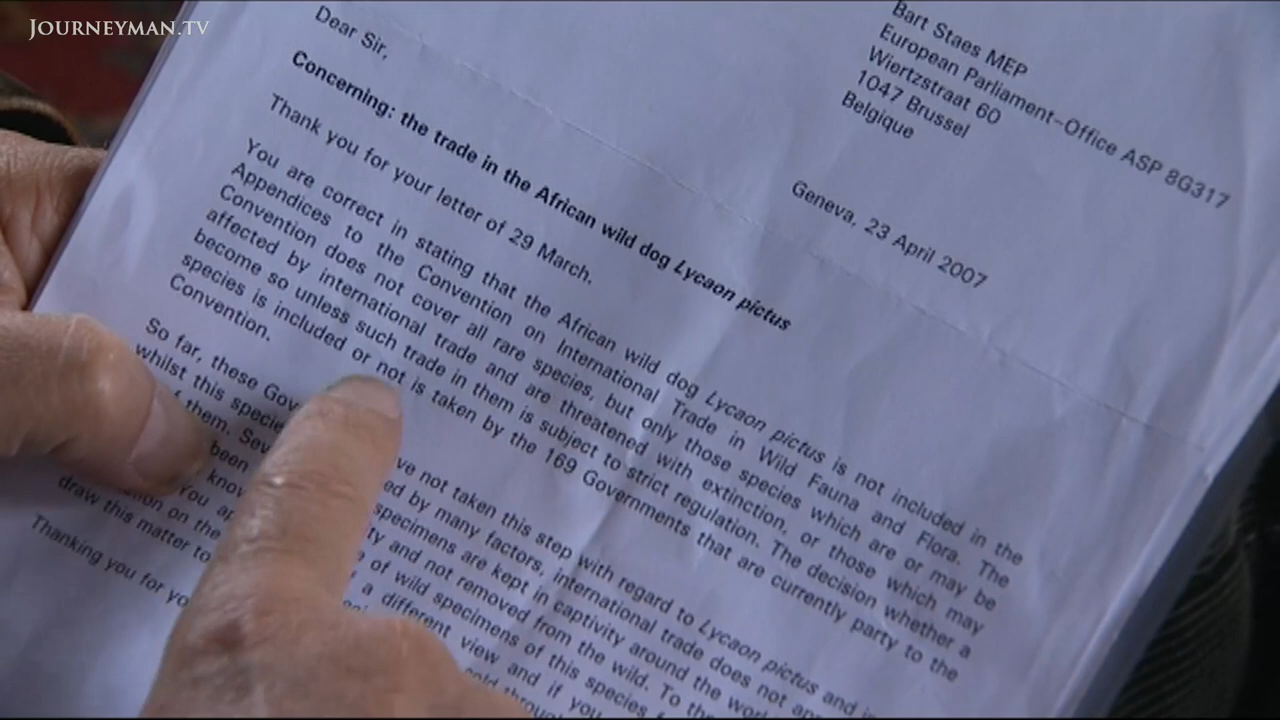 JOURNEYMAN.TV
Bart Staes MEP
European Parliament-Office ASP 8G317
Wiertzstraat 60
1047 Brussel
Belgique
Geneva, 23 April 2007
Dear Sir,
Concerning: the trade in the African wild dog Lycaon pictus
Thank you for your letter of 29 March.
You are correct in stating that the African wild dog Lycaon pictus is not included in the
Appendices to the Convention on International Trade in Wild Fauna and Flora. The
Convention does not cover all rare species, but only those species which are or may be
affected by international trade and are threatened with extinction, or those which may
become so unless such trade in them is subject to strict regulation. The decision whether a
species is included or not is taken by the 169 Governments that are currently party to the
Convention.
So far, these not taken this step with regard to Lycaon pictus and
whilst this by many factors, international trade does not
them. specimens are kept in captivity around the
been and not removed from the wild. To the
You of wild specimens of this species
on the a different view and if you
draw this matter to
Thanking you for